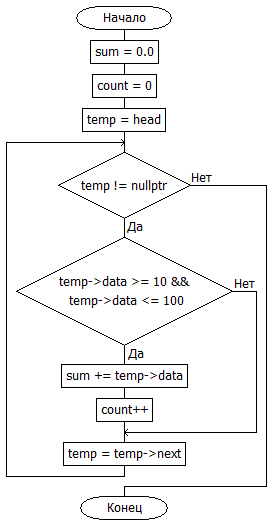 Начало
sum = 0.0
count = 0
temp = head
temp != nullptr
Нет
Да
temp->data >= 10 &&
temp->data <= 100
Нет
Да
sum += temp->data
count++
temp = temp->next
Конец